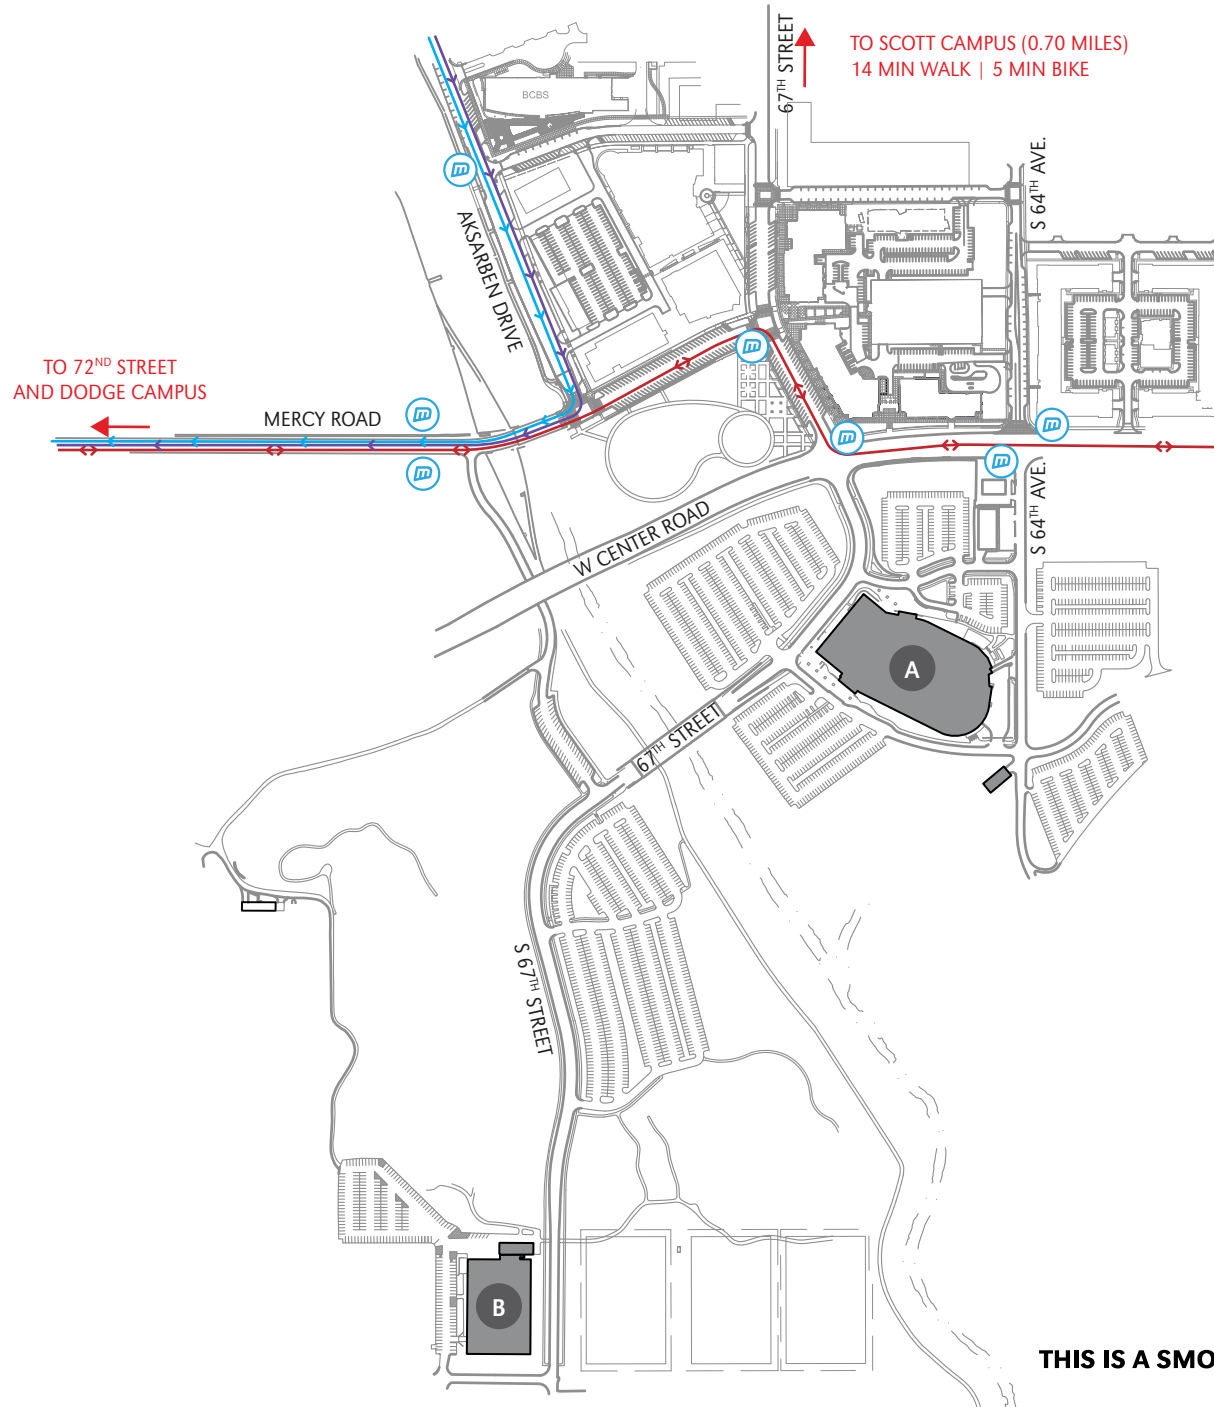 67TH STREET
TO SCOTT CAMPUS (0.70 MILES)
14 MIN WALK | 5 MIN BIKE
BCBS
S 64TH AVE.
AKSARBEN DRIVE
TO 72ND STREET
AND DODGE CAMPUS
MERCY ROAD
S 64TH AVE.
W CENTER ROAD
A
67TH STREET
S 67TH STREET
B
THIS IS A SMO